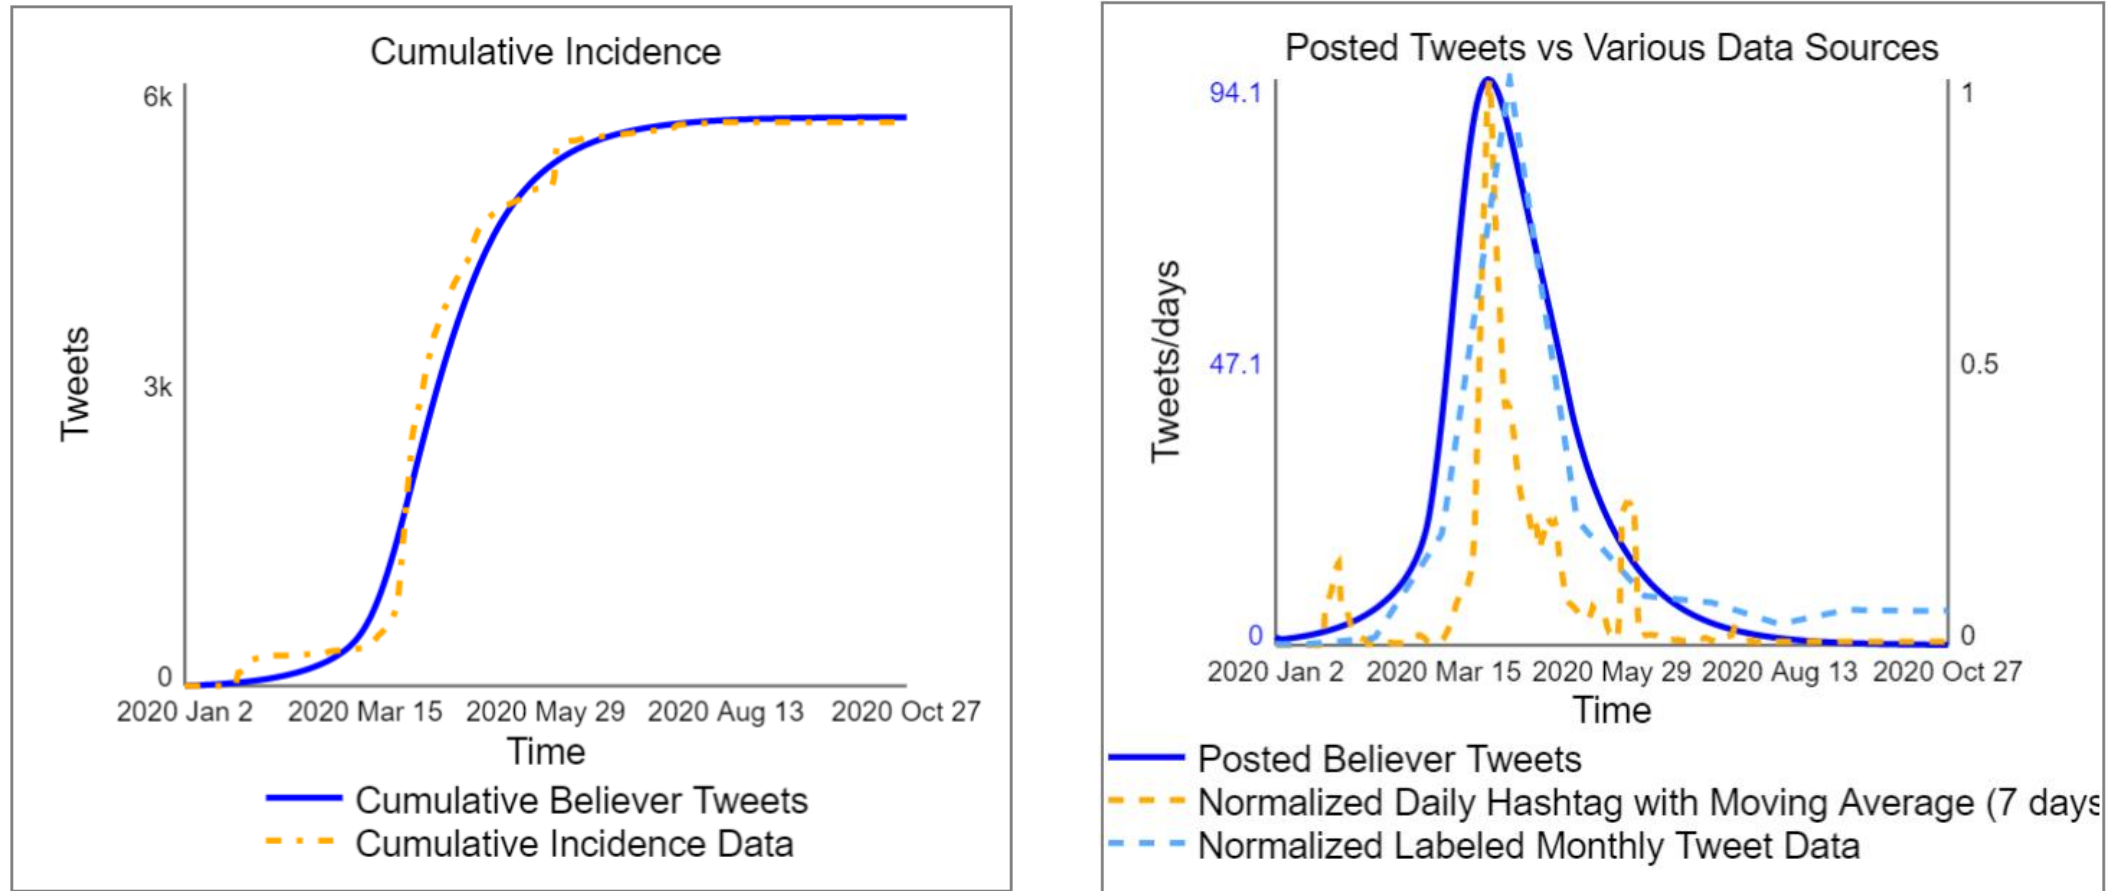 Cumulative Incidence
6k
3k
0
Tweets
2020 Jan 2 2020 Mar 15 2020 May 29 2020 Aug 13 2020 Oct 27
Time
Cumulative Believer Tweets
Cumulative Incidence Data
Posted Tweets vs Various Data Sources
94.1
47.1
0
Tweets/days
1
0.5
0
2020 Jan 2 2020 Mar 15 2020 May 29 2020 Aug 13 2020 Oct 27
Time
Posted Believer Tweets
Normalized Daily Hashtag with Moving Average (7 days
Normalized Labeled Monthly Tweet Data